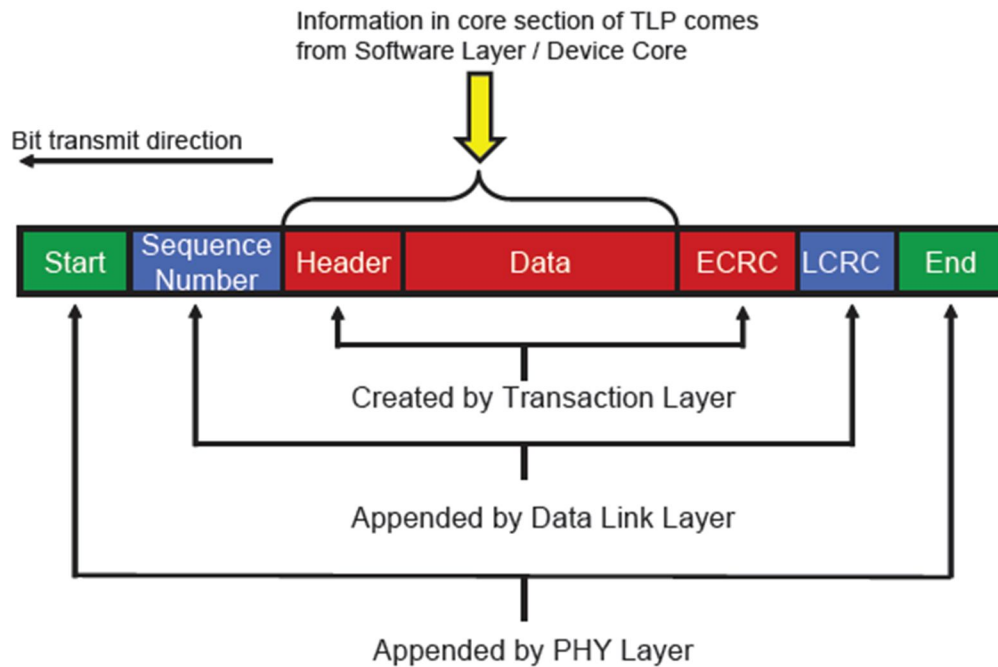 Information in core section of TLP comes
from Software Layer / Device Core
Bit transmit direction
Start
Sequence
Number
Header
Data
ECRC
LCRC
End
Created by Transaction Layer
Appended by Data Link Layer
Appended by PHY Layer